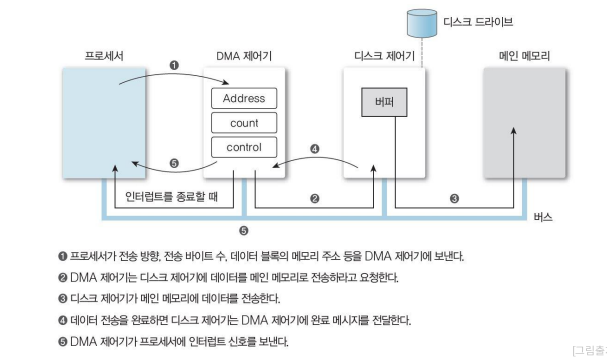 디스크 드라이브
프로세서
DMA 제어기
디스크 제어기
메인 메모리
❶
Address
버퍼
count
control
❹
❺
인터럽트를 종료할 때
❷
❸
버스
❺
❶ 프로세서가 전송 방향, 전송 바이트 수, 데이터 블록의 메모리 주소 등을 DMA 제어기에 보낸다.
❷ DMA 제어기는 디스크 제어기에 데이터를 메인 메모리로 전송하라고 요청한다.
❸ 디스크 제어기가 메인 메모리에 데이터를 전송한다.
❹ 데이터 전송을 완료하면 디스크 제어기는 DMA 제어기에 완료 메시지를 전달한다.
❺ DMA 제어기가 프로세서에 인터럽트 신호를 보낸다.
[그림출